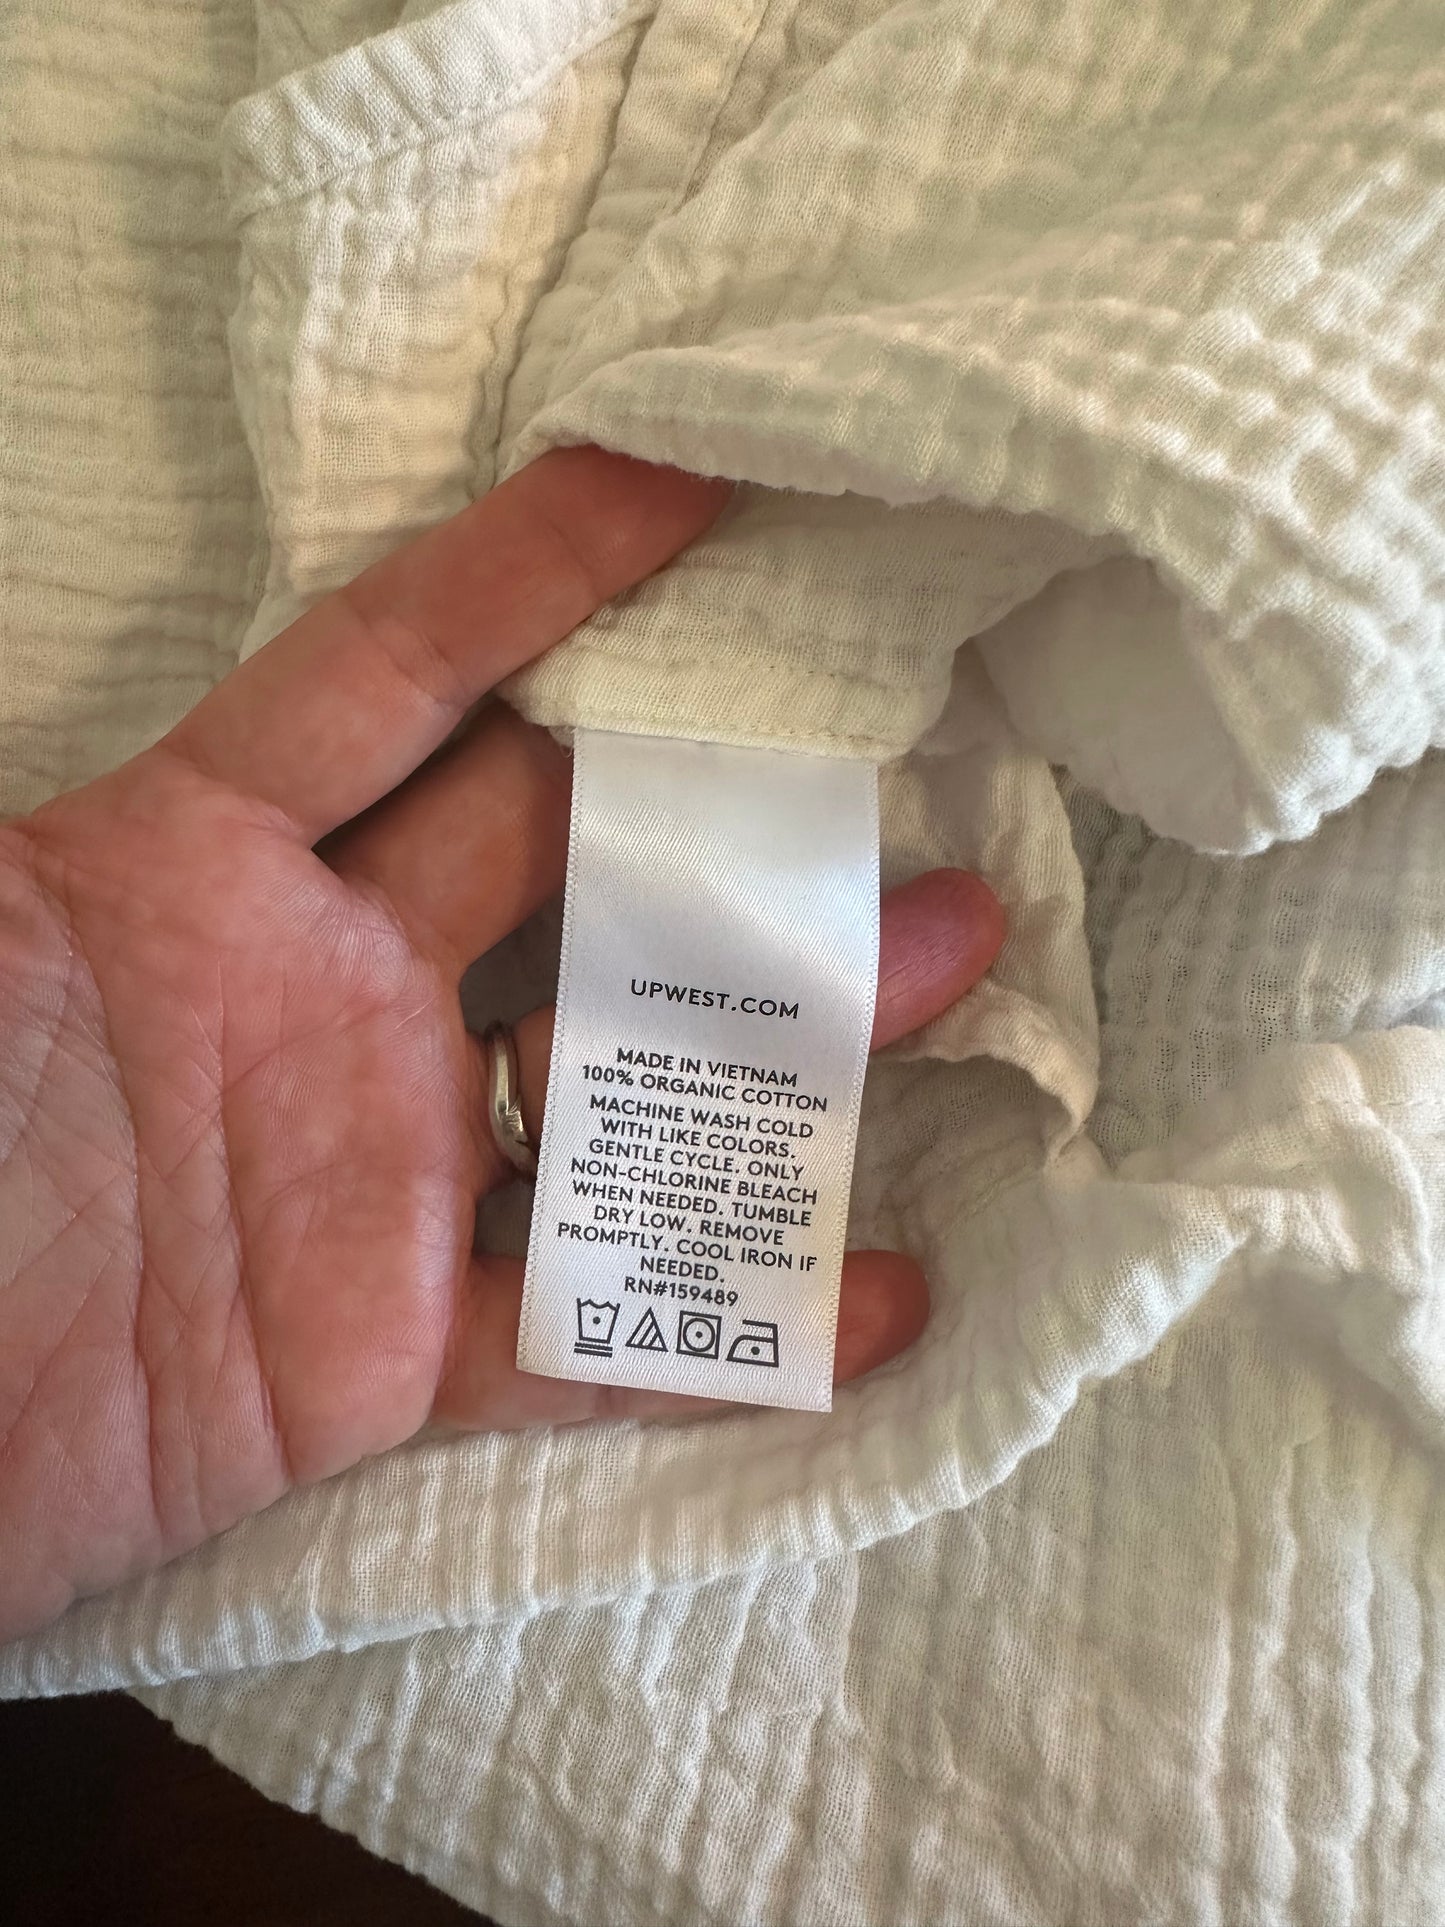 UPWEST.COM
MADE IN VIETNAM
100% ORGANIC COTTON
MACHINE WASH COLD
WITH LIKE COLORS.
GENTLE CYCLE. ONLY
NON-CHLORINE BLEACH
WHEN NEEDED. TUMBLE
DRY LOW. REMOVE
PROMPTLY. COOL IRON IF
NEEDED.
RN#159489